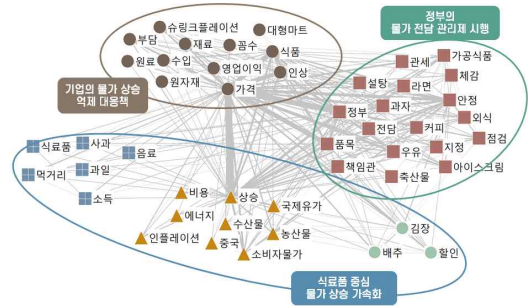 정부의
물가 전담 관리제 시행
슈링크플레이션
대형마트
부담
재료
꼼수
식품
원료
수입
영업이익
인상
원자재
가격
기업의 물가 상승
억제 대응책
관세
가공식품
설탕
라면
제감
정부
과자
안정
전담
커피
외식
품목
우유
지정
점검
책임관
축산물
아이스크림
식료품
사과
음료
먹거리
과일
소득
비용
상승
국제유가
에너지
수산물
농산물
인플레이션
중국
소비자물가
김장
배추
할인
식료품 중심
물가 상승 가속화